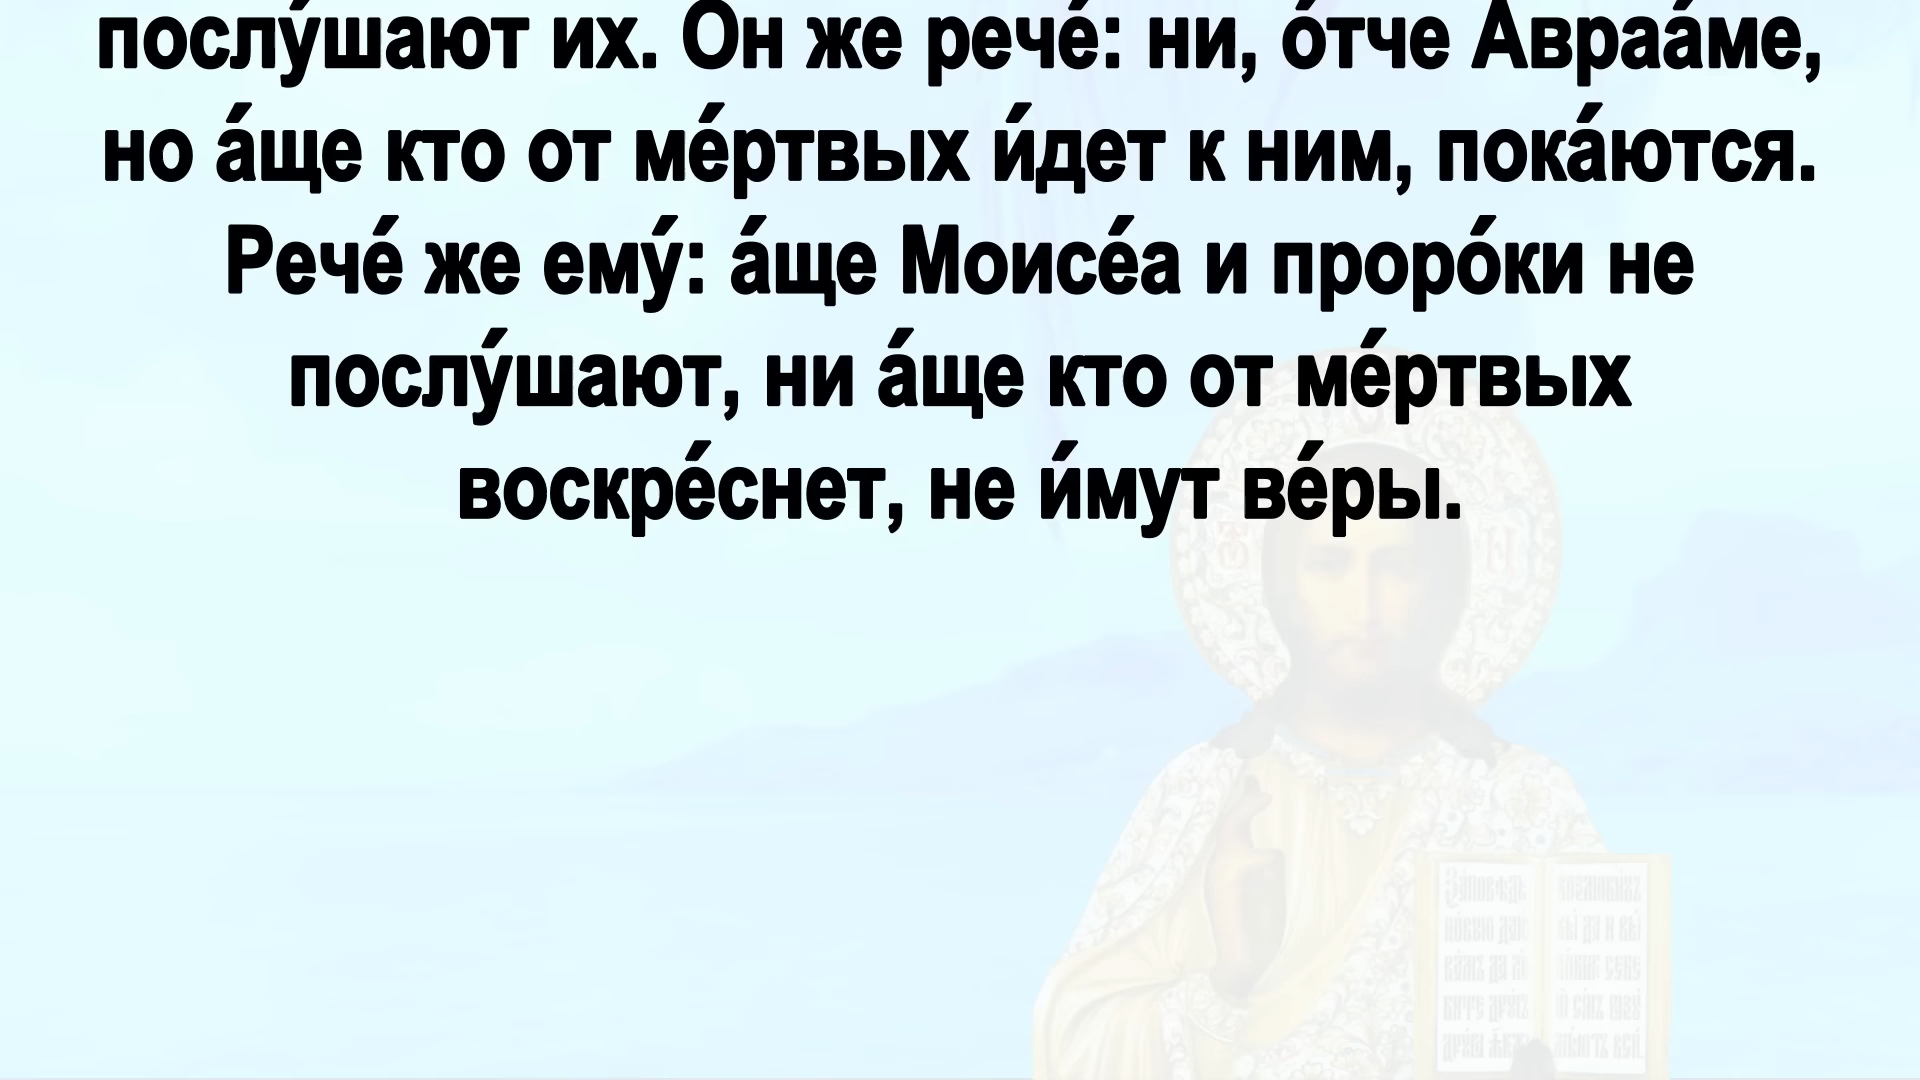 послу́шают их. Он же рече́: ни, о́тче Авраа́ме,
но а́ще кто от ме́ртвых и́дет к ним, пока́ются.
Рече́ же ему́: а́ще Моисе́а и проро́ки не
послу́шают, ни а́ще кто от ме́ртвых
воскре́снет, не и́мут ве́ры.